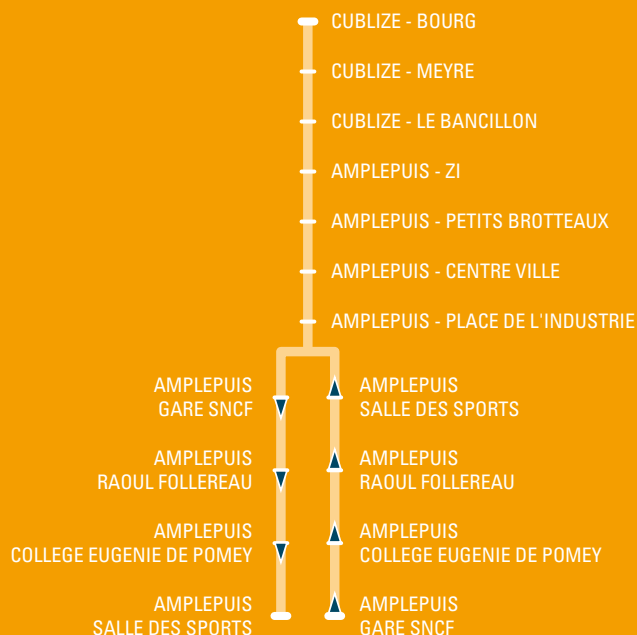 CUBLIZE - BOURG
CUBLIZE - MEYRE
CUBLIZE - LE BANCILLON
AMPLEPUIS - ZI
AMPLEPUIS - PETITS BROTTEAUX
AMPLEPUIS - CENTRE VILLE
AMPLEPUIS - PLACE DE L'INDUSTRIE
AMPLEPUIS
GARE SNCF
AMPLEPUIS
RAOUL FOLLEREAU
AMPLEPUIS
COLLEGE EUGENIE DE POMEY
AMPLEPUIS
SALLE DES SPORTS
AMPLEPUIS
SALLE DES SPORTS
AMPLEPUIS
RAOUL FOLLEREAU
AMPLEPUIS
COLLEGE EUGENIE DE POMEY
AMPLEPUIS
GARE SNCF